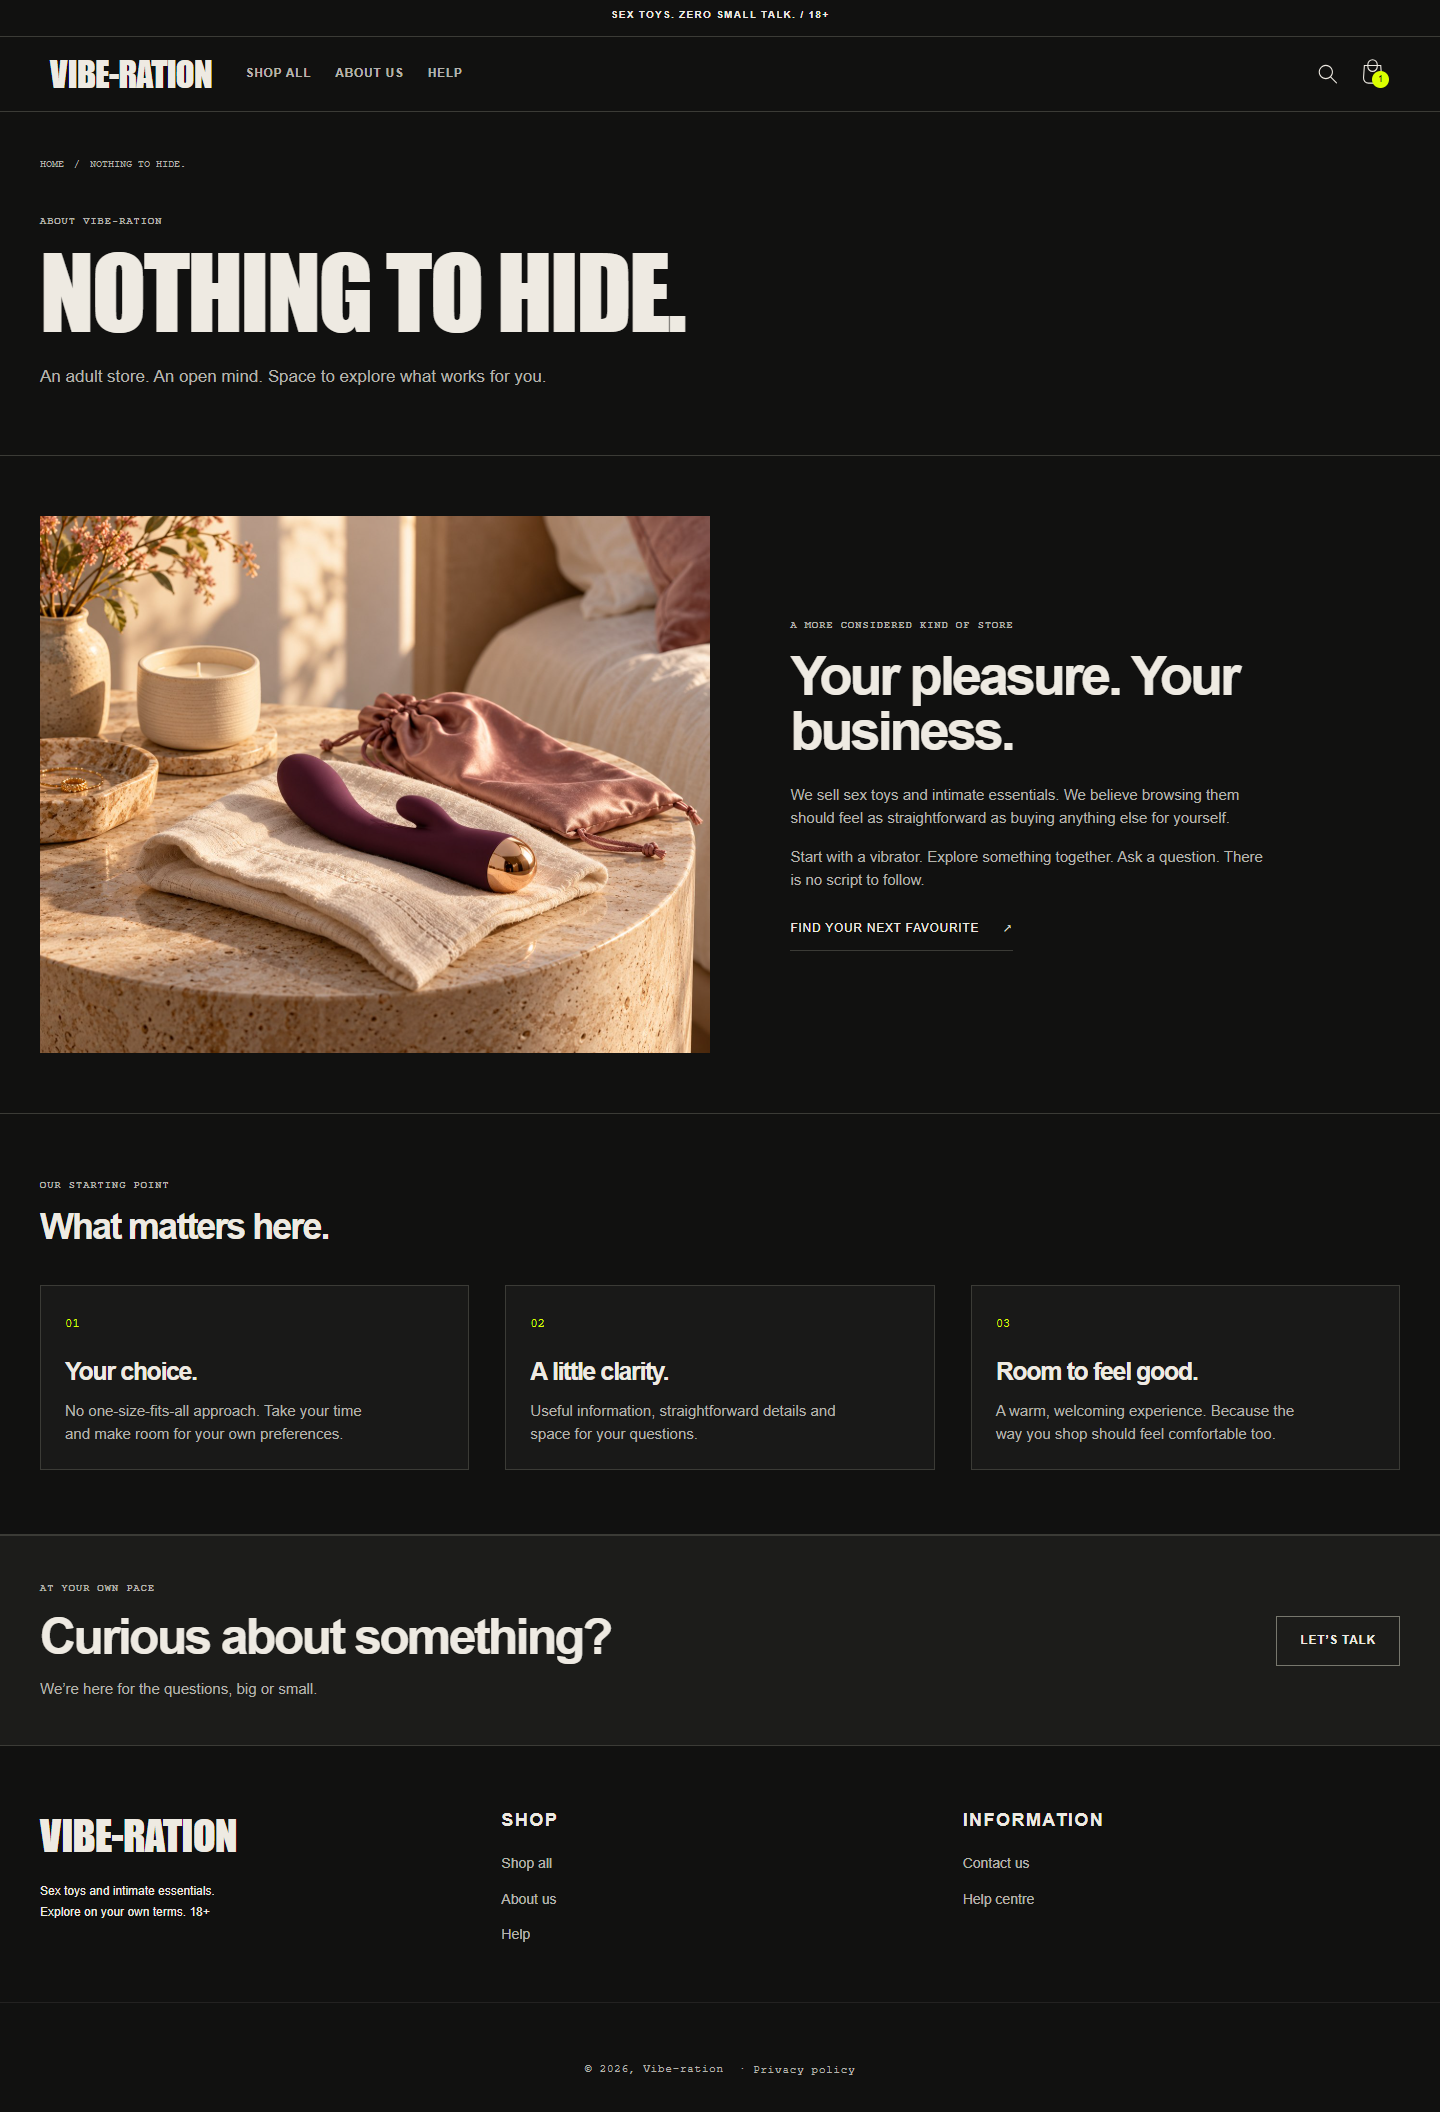 SEX TOYS. ZERO SMALL TALK. / 18+
VIBE-RATION
SHOP ALL
ABOUT US
HELP
1
HOME / NOTHING TO HIDE.
ABOUT VIBE-RATION
NOTHING TO HIDE.
An adult store. An open mind. Space to explore what works for you.
A MORE CONSIDERED KIND OF STORE
Your pleasure. Your
business.
We sell sex toys and intimate essentials. We believe browsing them
should feel as straightforward as buying anything else for yourself.
Start with a vibrator. Explore something together. Ask a question. There
is no script to follow.
FIND YOUR NEXT FAVOURITE ↗
OUR STARTING POINT
What matters here.
01
Your choice.
No one-size-fits-all approach. Take your time
and make room for your own preferences.
02
A little clarity.
Useful information, straightforward details and
space for your questions.
03
Room to feel good.
A warm, welcoming experience. Because the
way you shop should feel comfortable too.
AT YOUR OWN PACE
Curious about something?
We’re here for the questions, big or small.
LET’S TALK
VIBE-RATION
Sex toys and intimate essentials.
Explore on your own terms. 18+
SHOP
Shop all
About us
Help
INFORMATION
Contact us
Help centre
© 2026, Vibe-ration · Privacy policy